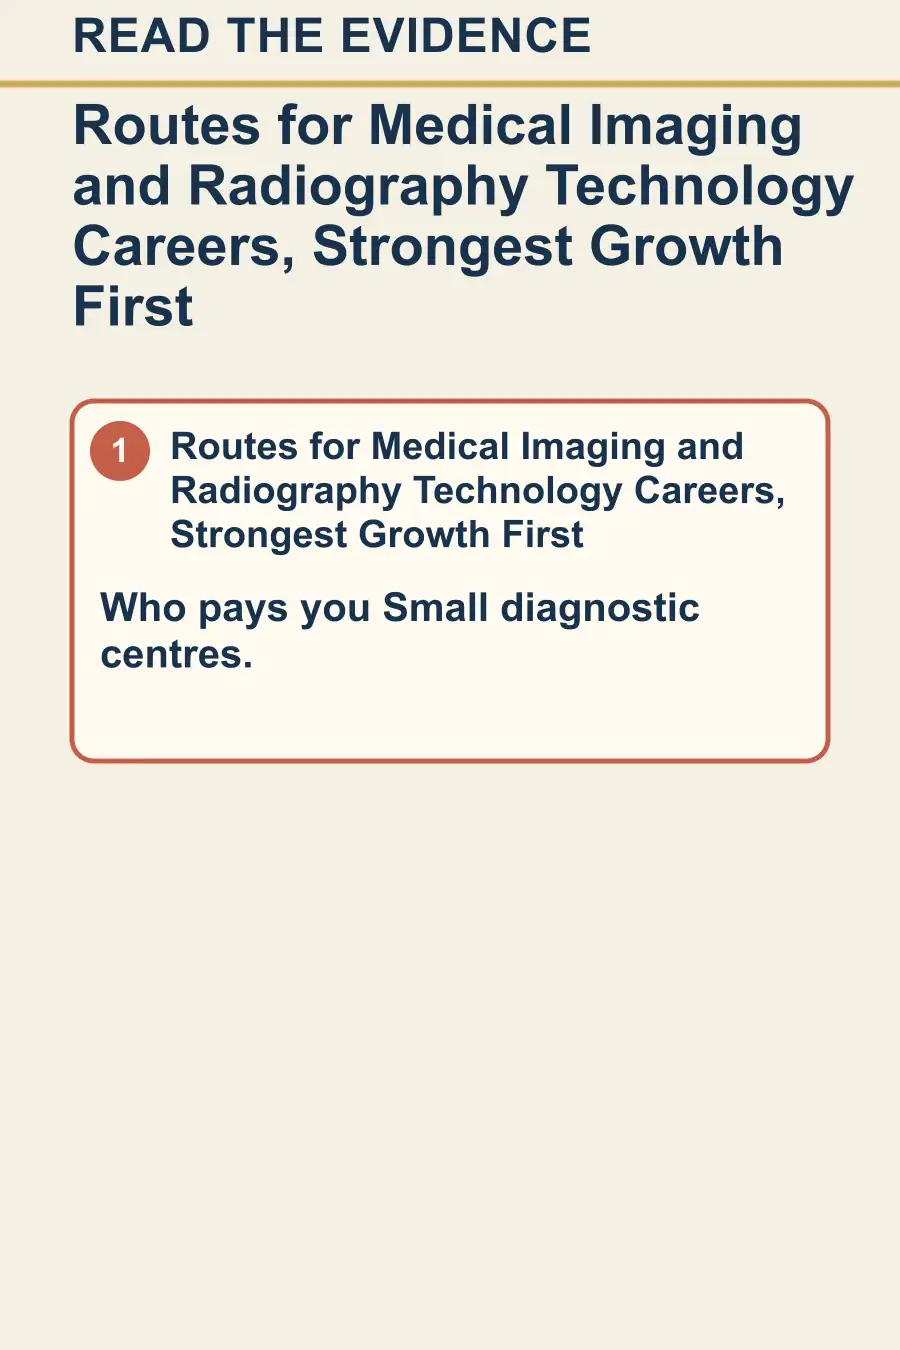 READ THE EVIDENCE
Routes for Medical Imaging
and Radiography Technology
Careers, Strongest Growth
First
1
Routes for Medical Imaging and
Radiography Technology Careers,
Strongest Growth First
Who pays you Small diagnostic
centres.